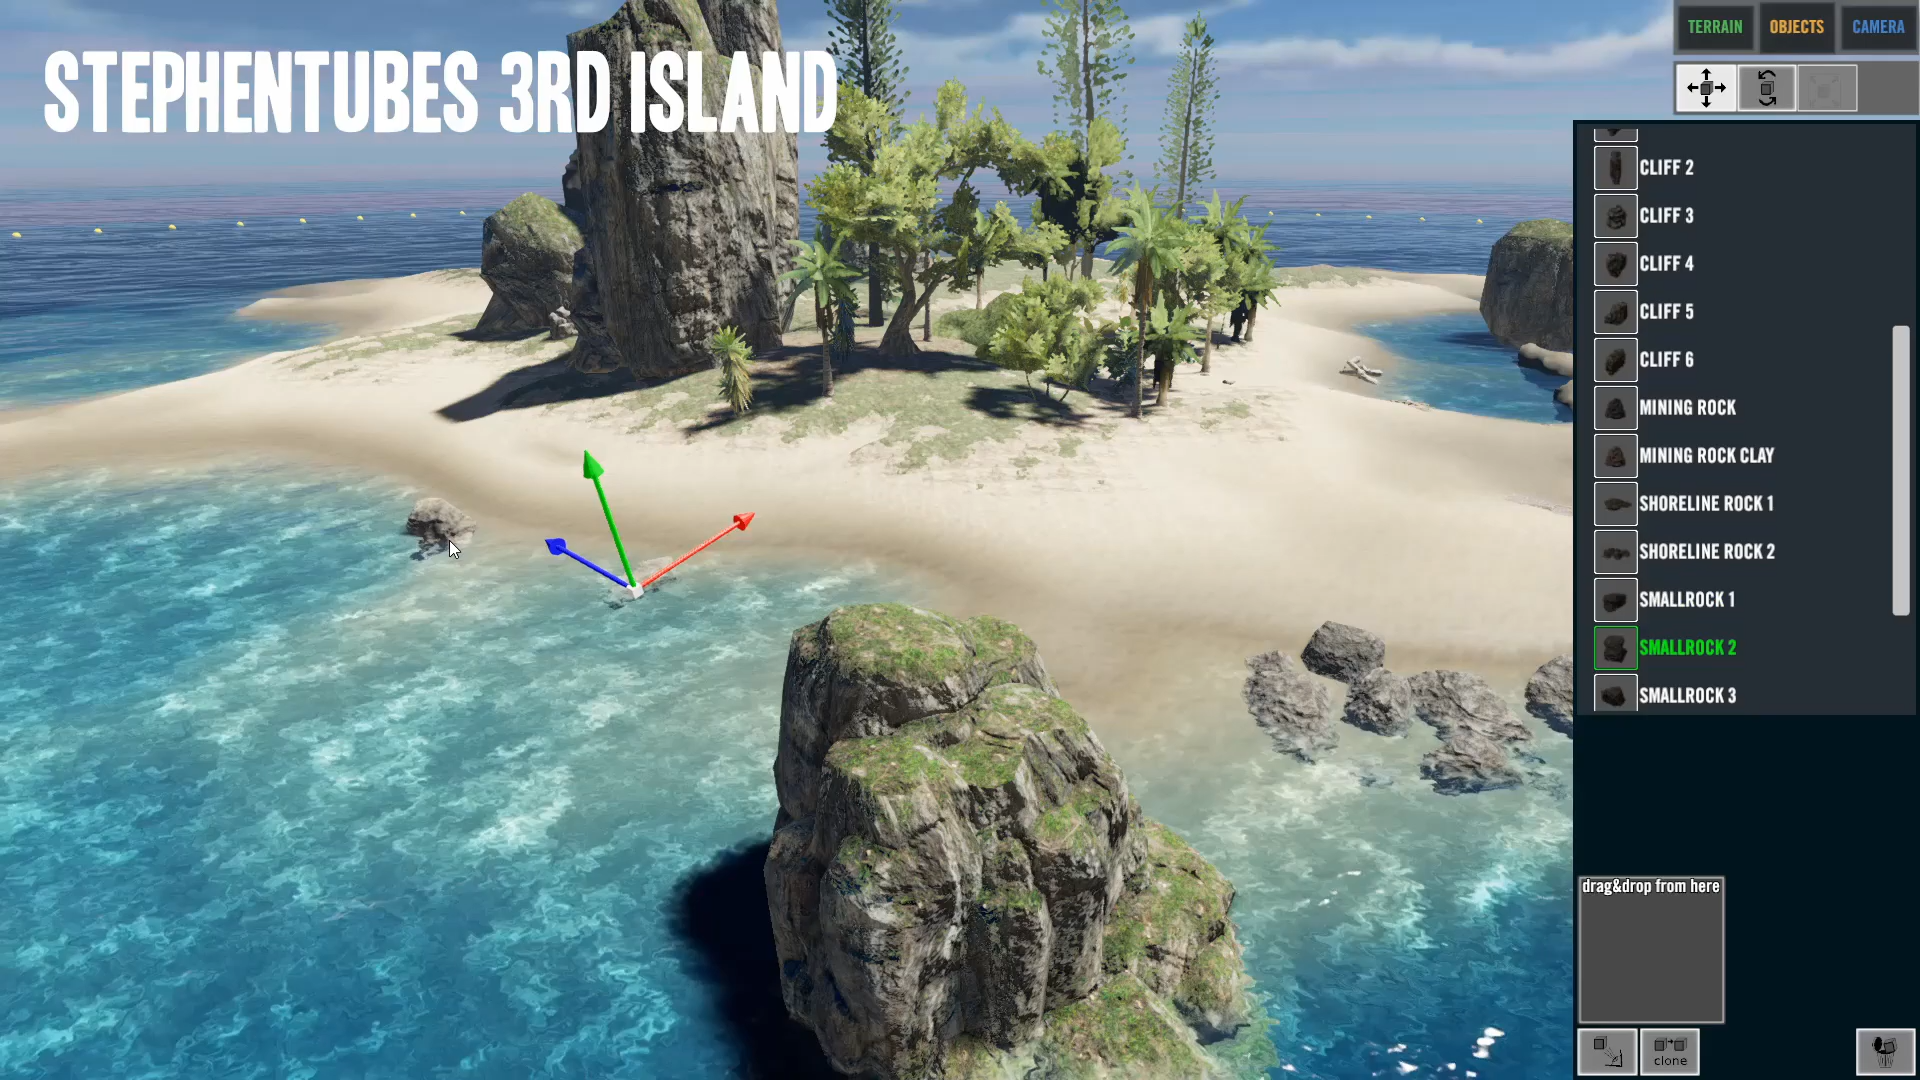 STEPHENTUBES 3RD ISLAND
TERRAIN
OBJECTS
CAMERA
CLIFF 2
CLIFF 3
CLIFF 4
CLIFF 5
CLIFF 6
MINING ROCK
MINING ROCK CLAY
SHORELINE ROCK 1
SHORELINE ROCK 2
SMALLROCK 1
SMALLROCK 2
SMALLROCK 3
drag&drop from here
clone